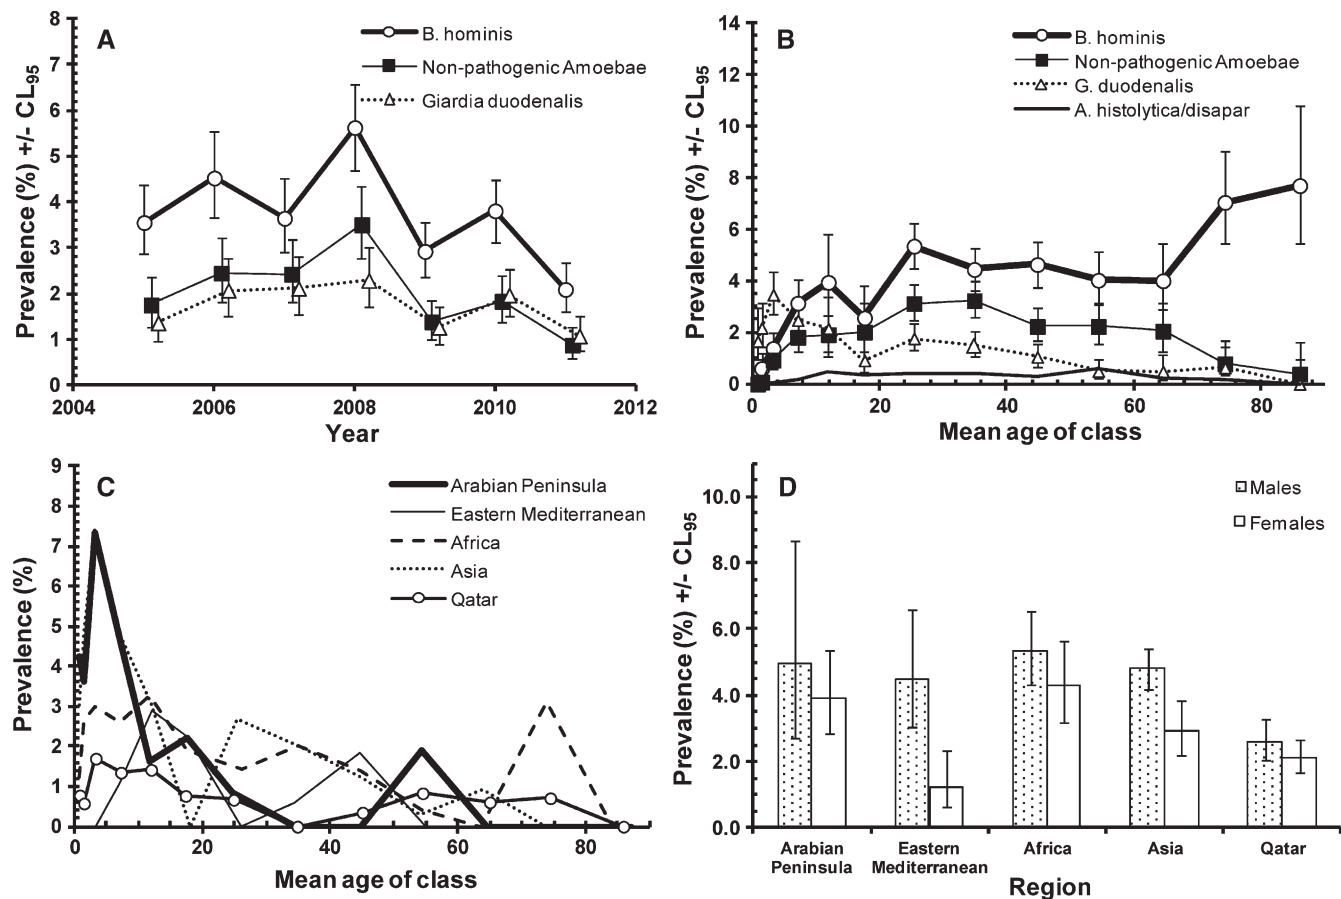 A
B. hominis
Non-pathogenic Amoebae
Giardia duodenalis
Prevalence (%) +/- CL95
8
7
6
5
4
3
2
1
0
2004
2006
2008
2010
2012
Year
B
B. hominis
Non-pathogenic Amoebae
G. duodenalis
A. histolytica/disapar
Prevalence (%) +/- CL95
14
12
10
8
6
4
2
0
0
20
40
60
80
Mean age of class
C
Arabian Peninsula
Eastern Mediterranean
Africa
Asia
Qatar
Prevalence (%)
9
8
7
6
5
4
3
2
1
0
0
20
40
60
80
Mean age of class
D
Males
Females
Prevalence (%) +/- CL95
10.0
8.0
6.0
4.0
2.0
0.0
Arabian
Peninsula
Eastern
Mediterranean
Africa
Asia
Qatar
Region